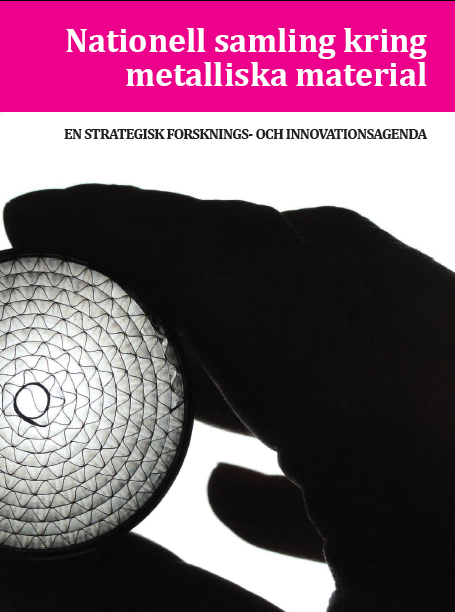 Nationell samling kring
metalliska material
EN STRATEGISK FORSKNINGS- OCH INNOVATIONSAGENDA